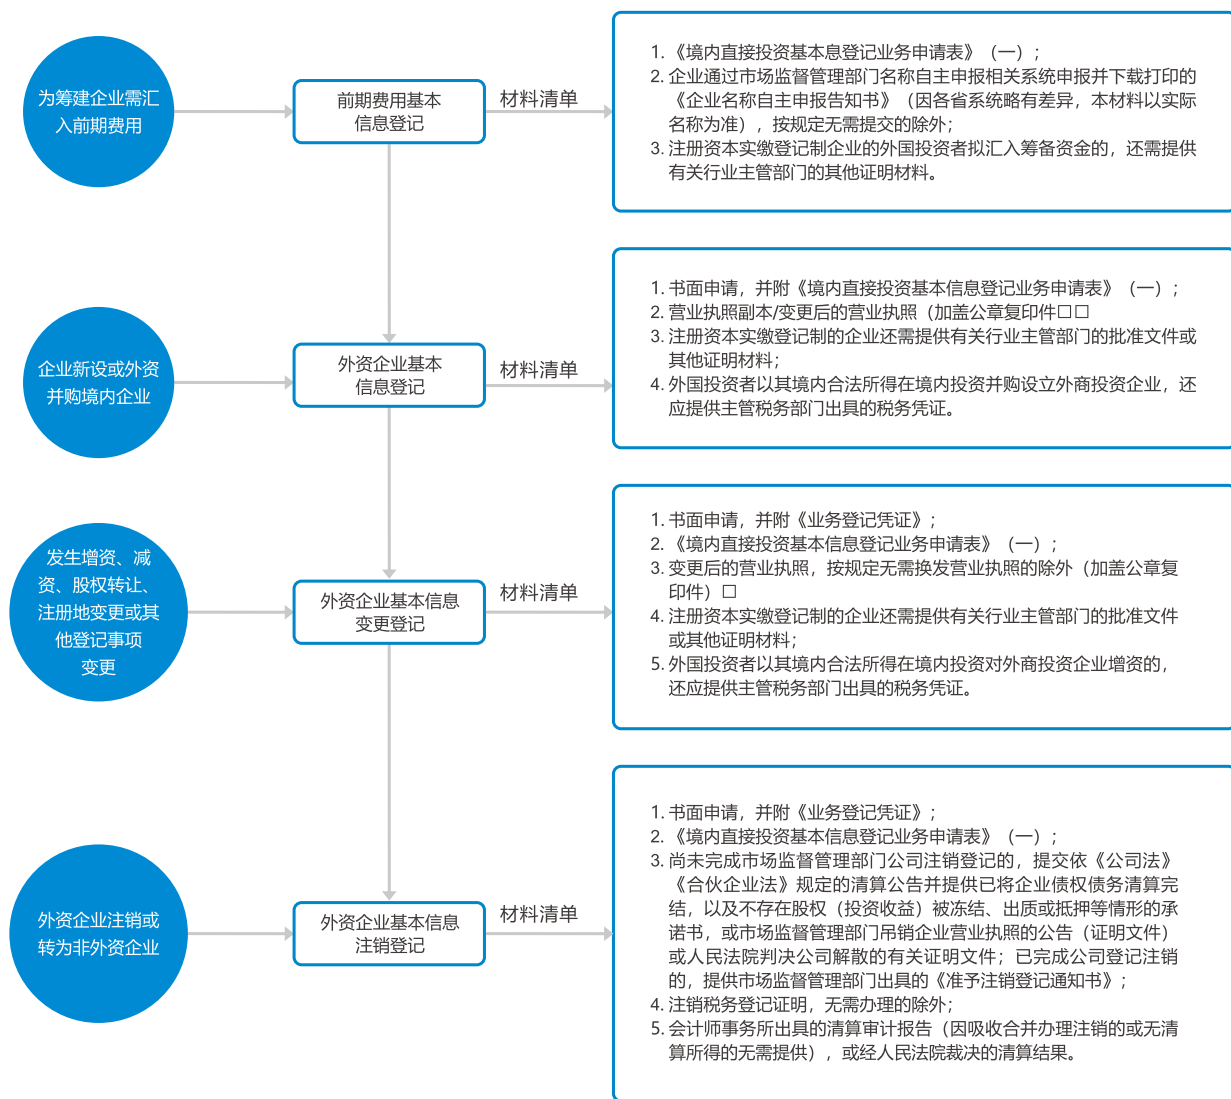 为筹建企业需汇
入前期费用
前期费用基本
信息登记
材料清单
1. 《境内直接投资基本息登记业务申请表》（一）；
2. 企业通过市场监督管理部门名称自主申报相关系统申报并下载打印的
《企业名称自主申报告知书》（因各省系统略有差异，本材料以实际
名称为准），按规定无需提交的除外；
3. 注册资本实缴登记制企业的外国投资者拟汇入筹备资金的，还需提供
有关行业主管部门的其他证明材料。
企业新设或外资
并购境内企业
外资企业基本
信息登记
材料清单
1. 书面申请，并附《境内直接投资基本信息登记业务申请表》（一）；
2. 营业执照副本/变更后的营业执照（加盖公章复印件□□
3. 注册资本实缴登记制的企业还需提供有关行业主管部门的批准文件或
其他证明材料；
4. 外国投资者以其境内合法所得在境内投资并购设立外商投资企业，还
应提供主管税务部门出具的税务凭证。
发生增资、减
资、股权转让、
注册地变更或其
他登记事项
变更
外资企业基本信息
变更登记
材料清单
1. 书面申请，并附《业务登记凭证》；
2. 《境内直接投资基本信息登记业务申请表》（一）；
3. 变更后的营业执照，按规定无需换发营业执照的除外（加盖公章复
印件）□
4. 注册资本实缴登记制的企业还需提供有关行业主管部门的批准文件
或其他证明材料；
5. 外国投资者以其境内合法所得在境内投资对外商投资企业增资的，
还应提供主管税务部门出具的税务凭证。
外资企业注销或
转为非外资企业
外资企业基本信息
注销登记
材料清单
1. 书面申请，并附《业务登记凭证》；
2. 《境内直接投资基本信息登记业务申请表》（一）；
3. 尚未完成市场监督管理部门公司注销登记的，提交依《公司法》
《合伙企业法》规定的清算公告并提供已将企业债权债务清算完
结，以及不存在股权（投资收益）被冻结、出质或抵押等情形的承
诺书，或市场监督管理部门吊销企业营业执照的公告（证明文件）
或人民法院判决公司解散的有关证明文件；已完成公司登记注销
的，提供市场监督管理部门出具的《准予注销登记通知书》；
4. 注销税务登记证明，无需办理的除外；
5. 会计师事务所出具的清算审计报告（因吸收合并办理注销的或无清
算所得的无需提供），或经人民法院裁决的清算结果。